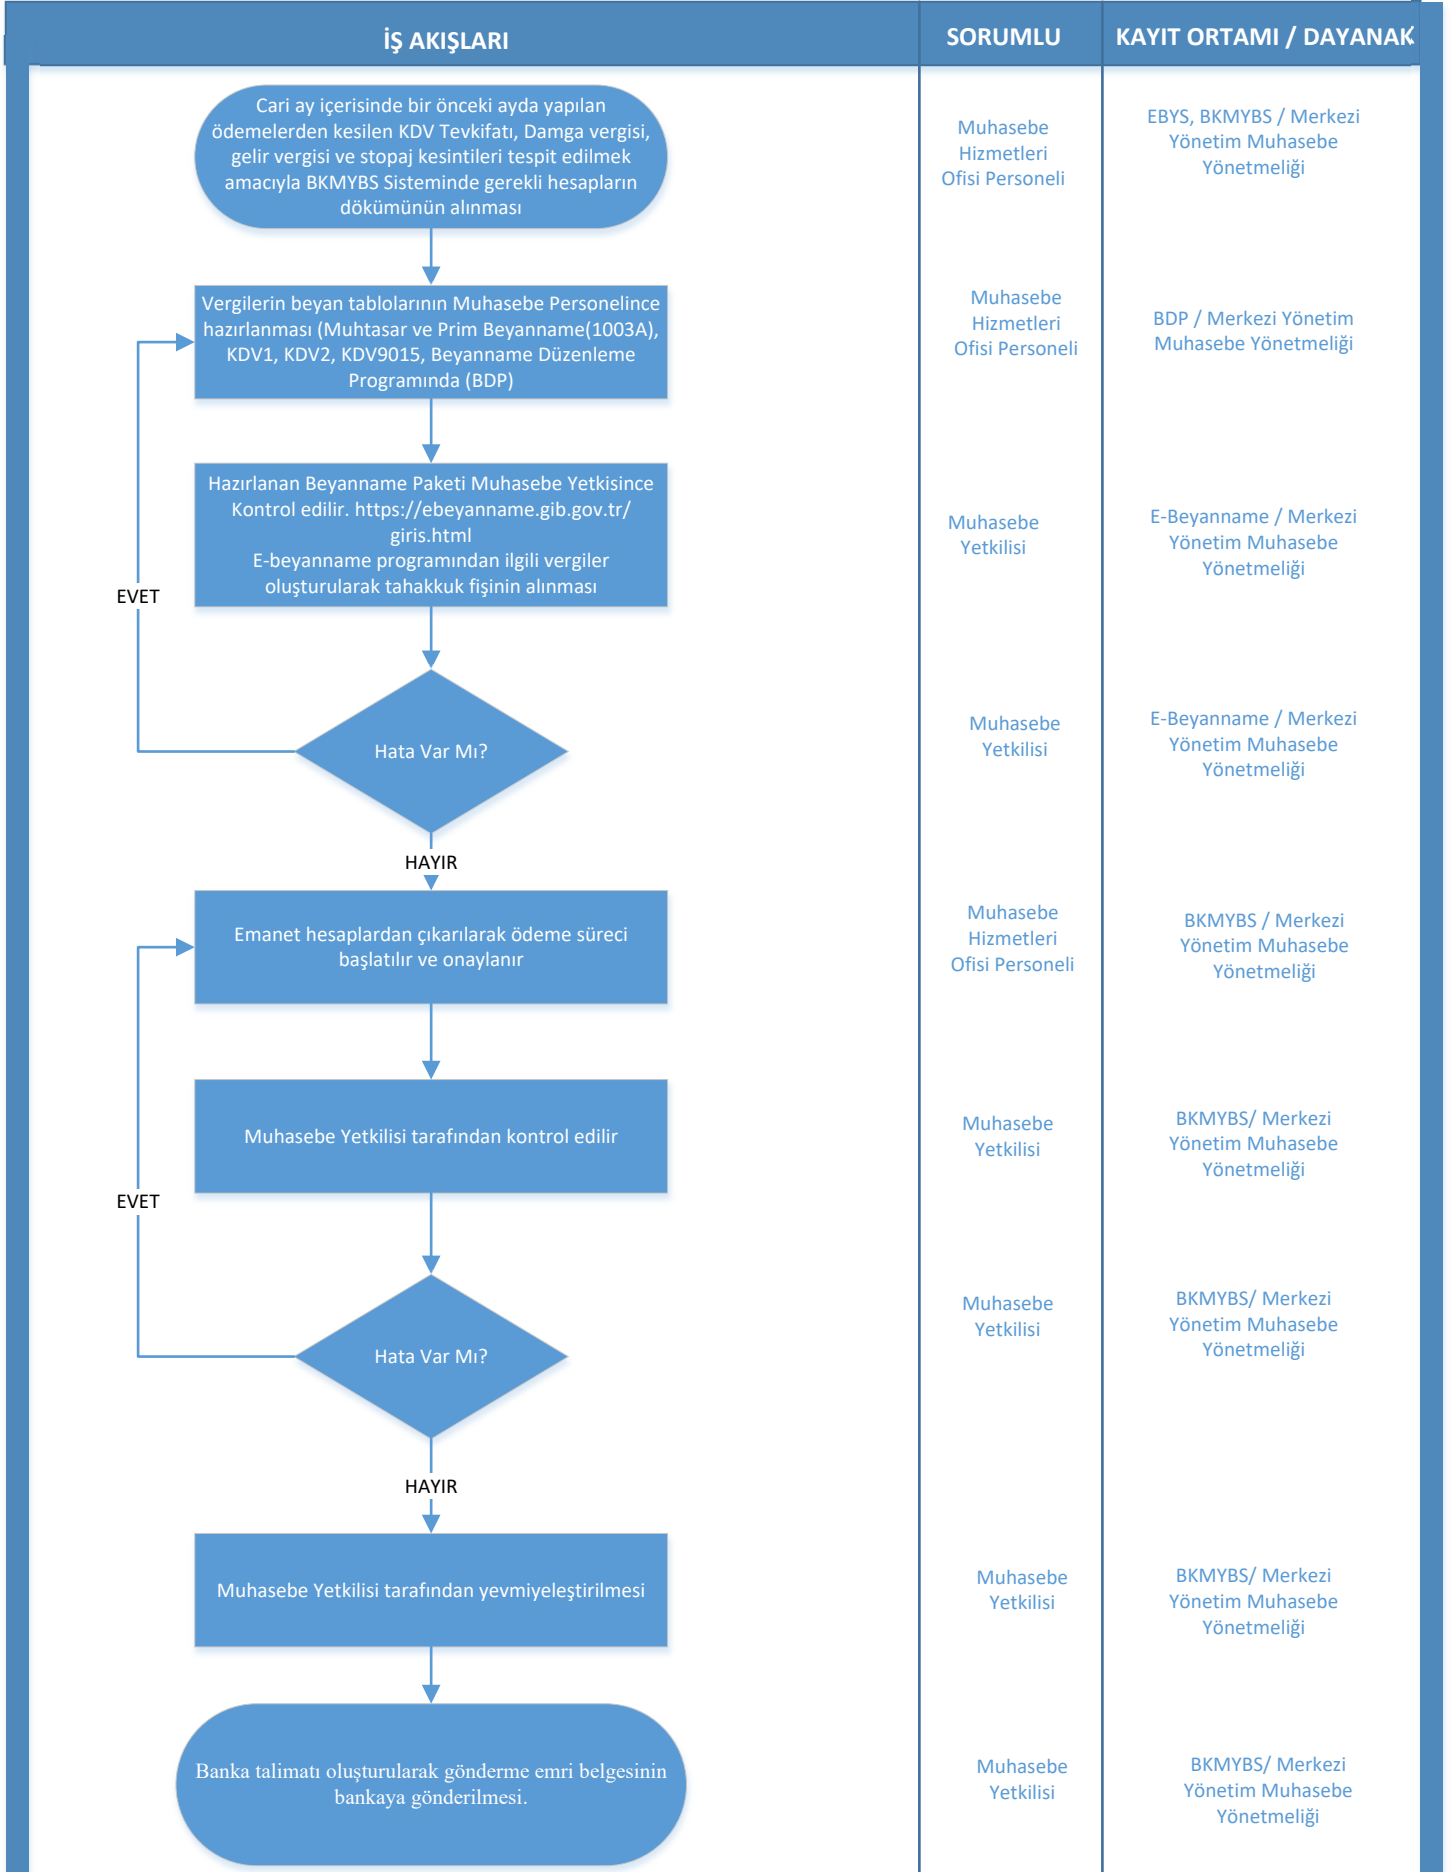 İŞ AKIŞLARI
SORUMLU
KAYIT ORTAMI / DAYANAK
Cari ay içerisinde bir önceki ayda yapılan
ödemelerden kesilen KDV Tevkifatı, Damga vergisi,
gelir vergisi ve stopaj kesintileri tespit edilmek
amacıyla BKMYBS Sisteminde gerekli hesapların
dökümünün alınması
Muhasebe
Hizmetleri
Ofisi Personeli
EBYS, BKMYBS / Merkezi
Yönetim Muhasebe
Yönetmeliği
Vergilerin beyan tablolarının Muhasebe Personelince
hazırlanması (Muhtasar ve Prim Beyanname(1003A),
KDV1, KDV2, KDV9015, Beyanname Düzenleme
Programında (BDP)
Muhasebe
Hizmetleri
Ofisi Personeli
BDP / Merkezi Yönetim
Muhasebe Yönetmeliği
Hazırlanan Beyanname Paketi Muhasebe Yetkisince
Kontrol edilir. https://ebeyanname.gib.gov.tr/
giris.html
E-beyanname programından ilgili vergiler
oluşturularak tahakkuk fişinin alınması
Muhasebe
Yetkilisi
E-Beyanname / Merkezi
Yönetim Muhasebe
Yönetmeliği
EVET
Hata Var Mı?
Muhasebe
Yetkilisi
E-Beyanname / Merkezi
Yönetim Muhasebe
Yönetmeliği
HAYIR
Emanet hesaplardan çıkarılarak ödeme süreci
başlatılır ve onaylanır
Muhasebe
Hizmetleri
Ofisi Personeli
BKMYBS / Merkezi
Yönetim Muhasebe
Yönetmeliği
Muhasebe Yetkilisi tarafından kontrol edilir
Muhasebe
Yetkilisi
BKMYBS/ Merkezi
Yönetim Muhasebe
Yönetmeliği
EVET
Hata Var Mı?
Muhasebe
Yetkilisi
BKMYBS/ Merkezi
Yönetim Muhasebe
Yönetmeliği
HAYIR
Muhasebe Yetkilisi tarafından yevmiyeleştirilmesi
Muhasebe
Yetkilisi
BKMYBS/ Merkezi
Yönetim Muhasebe
Yönetmeliği
Banka talimatı oluşturularak gönderme emri belgesinin
bankaya gönderilmesi.
Muhasebe
Yetkilisi
BKMYBS/ Merkezi
Yönetim Muhasebe
Yönetmeliği